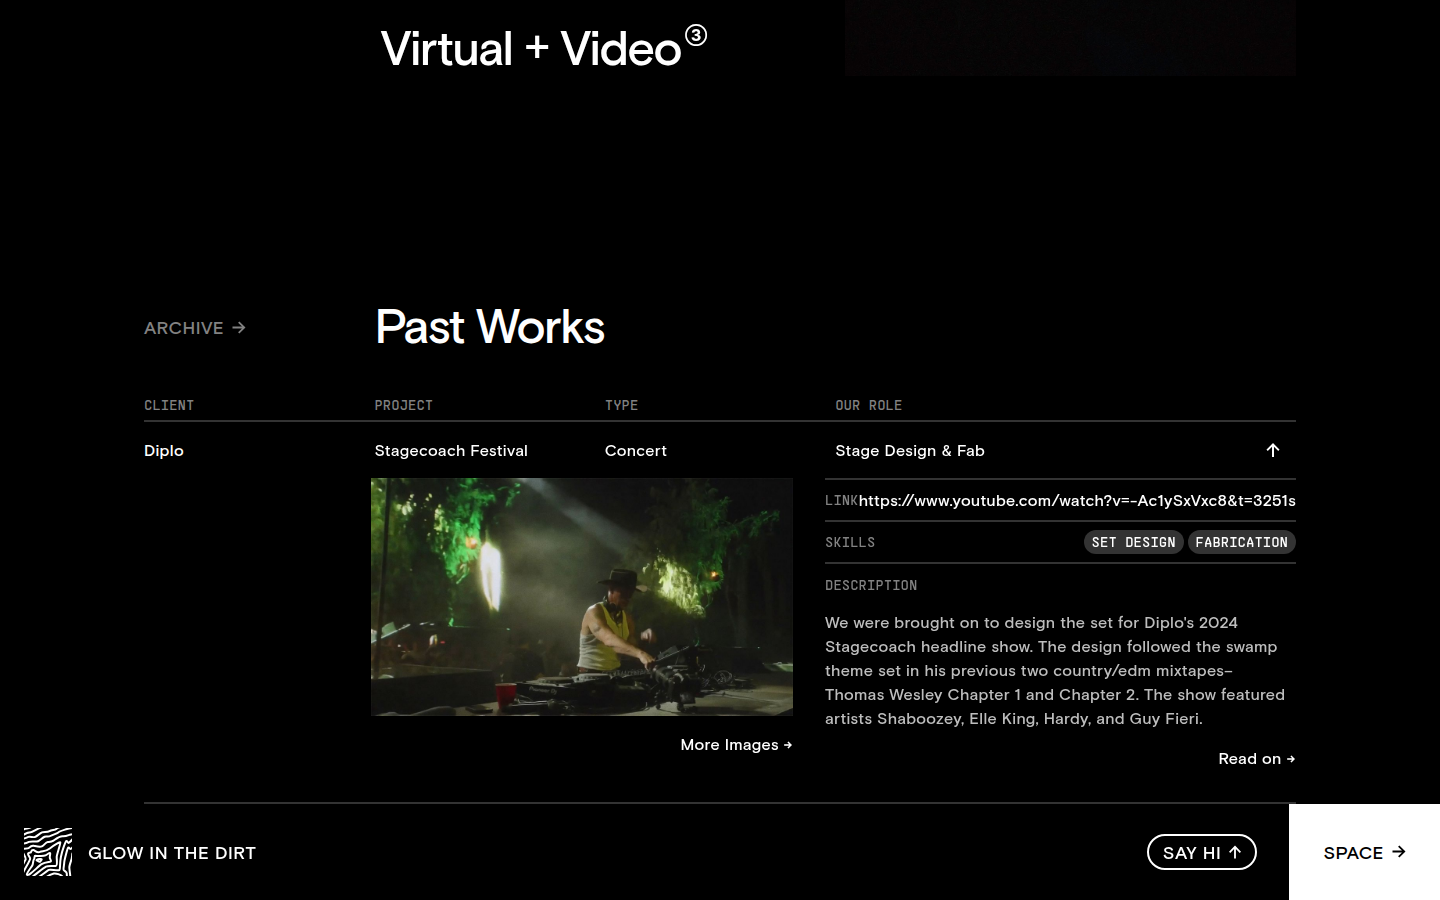 Virtual + Video③
ARCHIVE →
Past Works
CLIENT PROJECT TYPE OUR ROLE
Diplo Stagecoach Festival Concert Stage Design & Fab ↑
LINK https://www.youtube.com/watch?v=-Ac1ySxVxc8&t=3251s
SKILLS SET DESIGN FABRICATION
DESCRIPTION
We were brought on to design the set for Diplo's 2024
Stagecoach headline show. The design followed the swamp
theme set in his previous two country/edm mixtapes–
Thomas Wesley Chapter 1 and Chapter 2. The show featured
artists Shaboozey, Elle King, Hardy, and Guy Fieri.
More Images →
Read on →
GLOW IN THE DIRT
SAY HI ↑
SPACE →